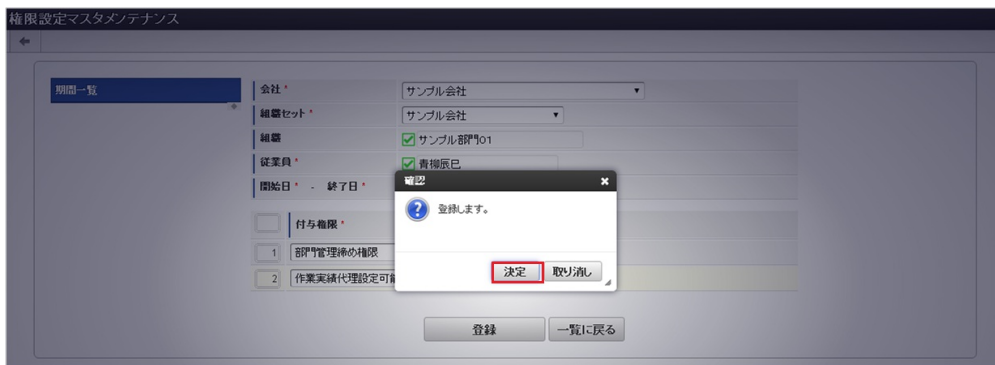 権限設定マスタメンテナンス
期間一覧
会社* サンプル会社
組織セット* サンプル会社
組織 サンプル部門01
従業員* 青柳辰巳
開始日* - 終了日*
確認
登録します。
決定 取り消し
付与権限*
1 部門管理締め権限
2 作業実績代理設定可
登録 一覧に戻る